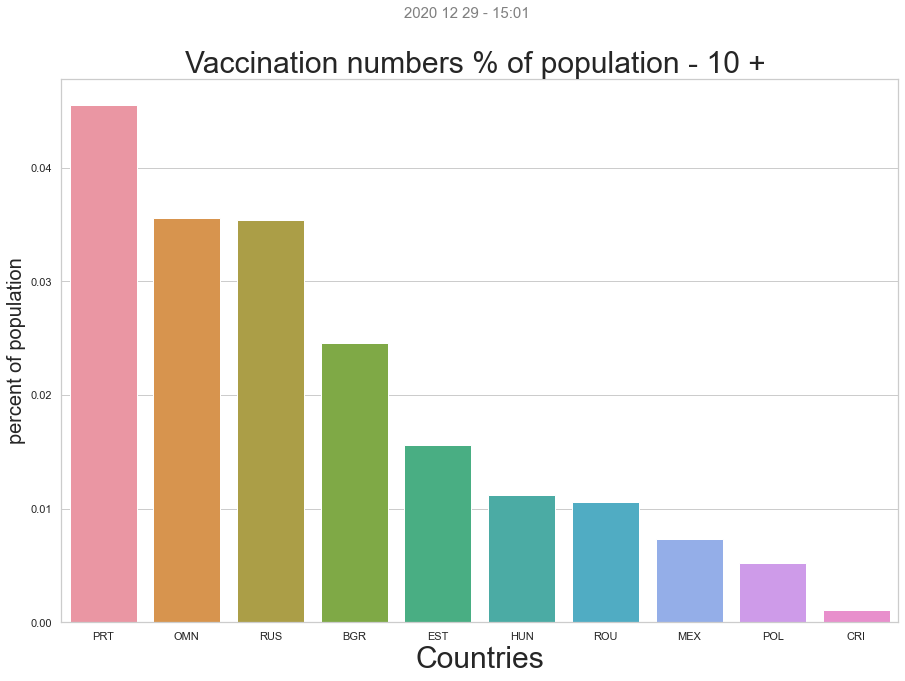 2020 12 29 - 15:01
Vaccination numbers % of population - 10 +
percent of population
0.04
0.03
0.02
0.01
0.00
PRT OMN RUS BGR EST HUN ROU MEX POL CRI
Countries